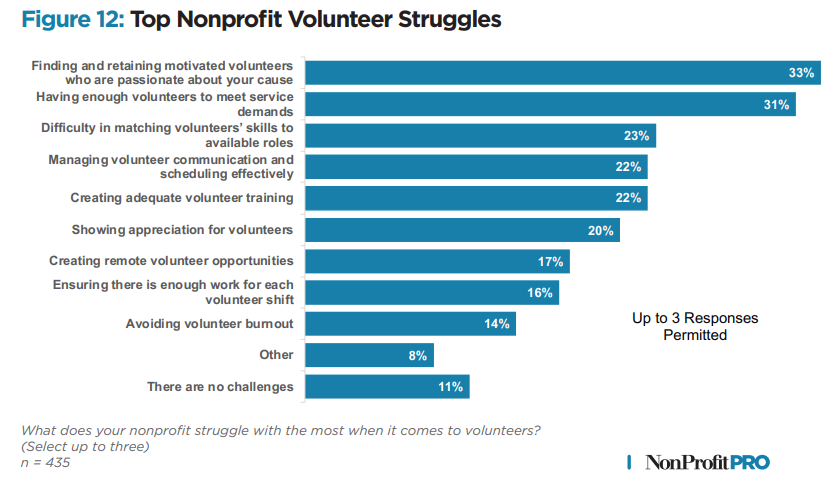 Figure 12: Top Nonprofit Volunteer Struggles
Finding and retaining motivated volunteers
who are passionate about your cause
33%
Having enough volunteers to meet service
demands
31%
Difficulty in matching volunteers' skills to
available roles
23%
Managing volunteer communication and
scheduling effectively
22%
Creating adequate volunteer training
22%
Showing appreciation for volunteers
20%
Creating remote volunteer opportunities
17%
Ensuring there is enough work for each
volunteer shift
16%
Avoiding volunteer burnout
14%
Other
8%
There are no challenges
11%
Up to 3 Responses
Permitted
What does your nonprofit struggle with the most when it comes to volunteers?
(Select up to three)
n = 435
NonProfitPRO